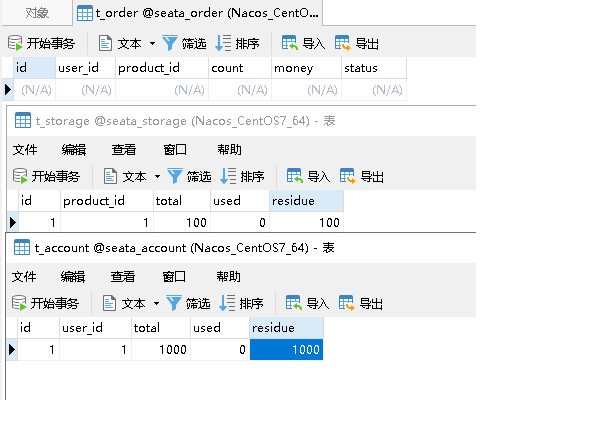 对象 t_order @seata_order (Nacos_CentO...
开始事务 文本 筛选 排序 导入 导出
id user_id product_id count money status
(N/A) (N/A) (N/A) (N/A) (N/A) (N/A)
t_storage @seata_storage (Nacos_CentOS7_64) - 表
文件 编辑 查看 窗口 帮助
开始事务 文本 筛选 排序 导入 导出
id product_id total used residue
1 1 100 0 100
t_account @seata_account (Nacos_CentOS7_64) - 表
文件 编辑 查看 窗口 帮助
开始事务 文本 筛选 排序 导入 导出
id user_id total used residue
1 1 1000 0 1000